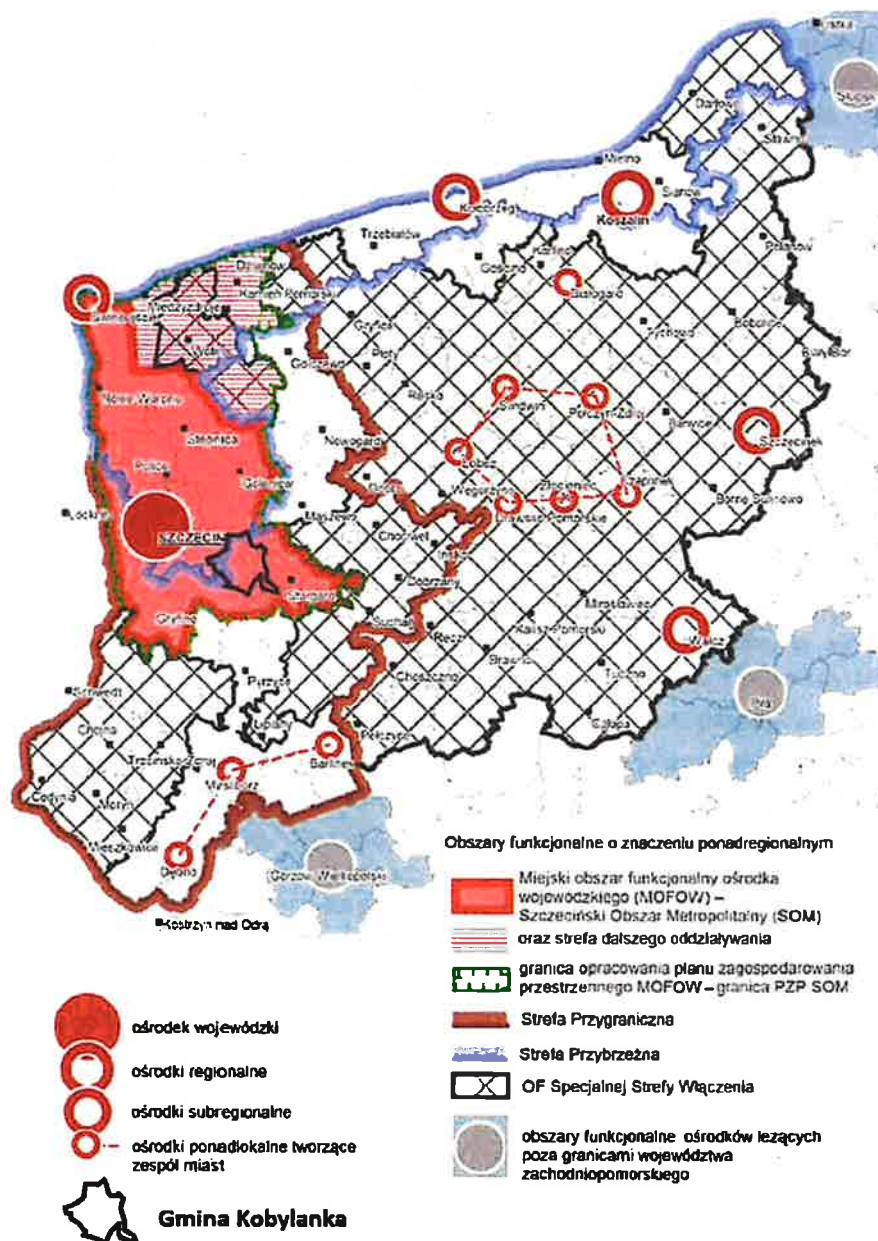 Ustka
Słupsk
Darłowo
Sławno
Mielno
Sianów
Kołobrzeg
Koszalin
Trzebiatów
Gościno
Karlino
Polanów
Dziwnów
Kamień Pomorski
Świnoujście
Międzyzdroje
Wolin
Białogard
Gryfice
Tychowo
Bobolice
Biały Bór
Golczewo
Płoty
Resko
Nowe Warpno
Świdwin
Połczyn-Zdrój
Barwice
Szczecinek
Stepnica
Nowogard
Łobez
Police
Goleniów
Węgorzyno
Złocieniec
Czaplinek
Borne Sulinowo
Löcknitz
Maszewo
Drawsko Pomorskie
SZCZECIN
Chociwel
Ińsko
Dobrzany
Stargard
Mirosławiec
Gryfino
Suchań
Recz
Kalisz Pomorski
Wałcz
Drawno
Choszczno
Tuczno
Pyrzyce
Schwedt
Piła
Człopa
Chojna
Lipiany
Pełczyce
Trzcińsko-Zdrój
Barlinek
Myślibórz
Cedynia
Moryń
Mieszkowice
Dębno
Gorzów Wielkopolski
Kostrzyn nad Odrą
Obszary funkcjonalne o znaczeniu ponadregionalnym
Miejski obszar funkcjonalny ośrodka
wojewódzkiego (MOFOW) –
Szczeciński Obszar Metropolitalny (SOM)
oraz strefa dalszego oddziaływania
granica opracowania planu zagospodarowania
przestrzennego MOFOW – granica PZP SOM
Strefa Przygraniczna
Strefa Przybrzeżna
OF Specjalnej Strefy Włączenia
obszary funkcjonalne ośrodków leżących
poza granicami województwa
zachodniopomorskiego
ośrodek wojewódzki
ośrodki regionalne
ośrodki subregionalne
ośrodki ponadlokalne tworzące
zespół miast
Gmina Kobylanka